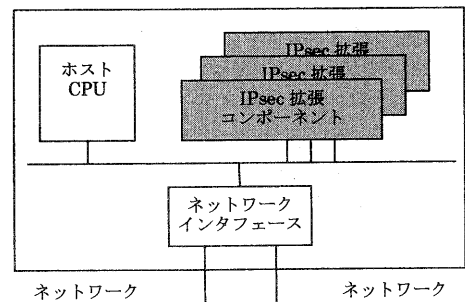 ホスト
CPU
IPsec 拡張
IPsec 拡張
IPsec 拡張
コンポーネント
ネットワーク
インタフェース
ネットワーク
ネットワーク